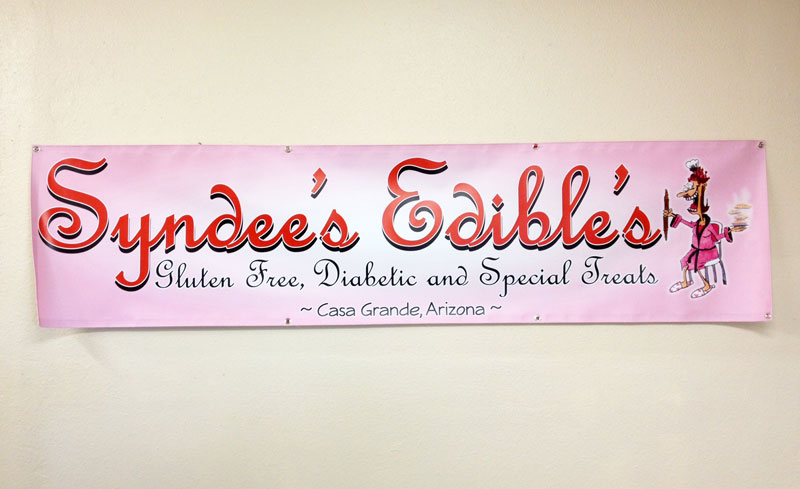 Syndee's Edible's
Gluten Free, Diabetic and Special Treats
~ Casa Grande, Arizona ~